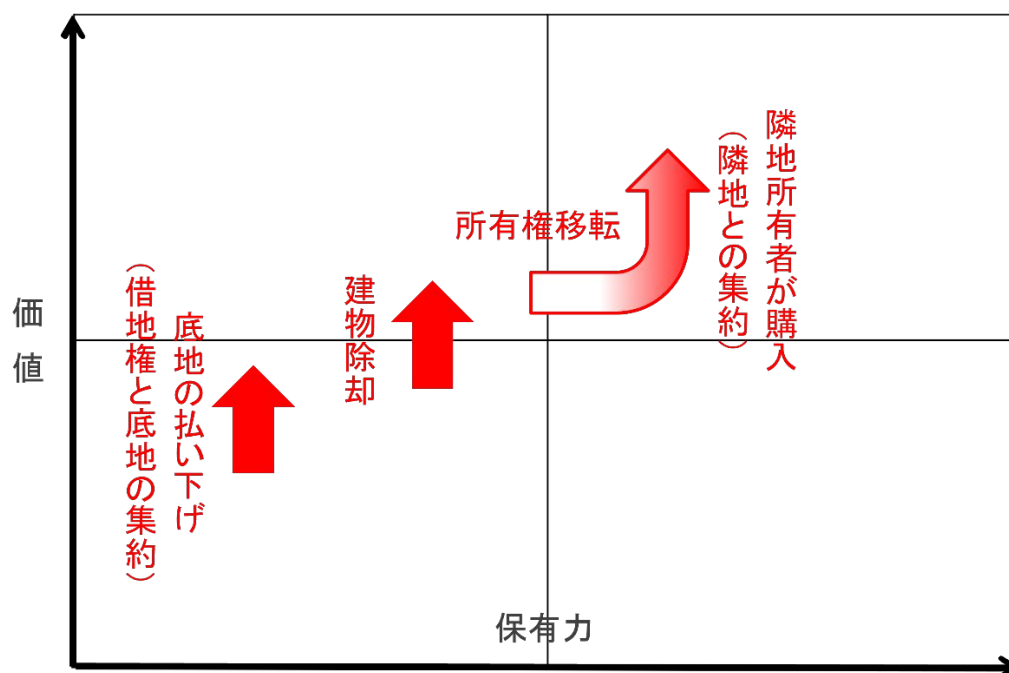 価値
底地の払い下げ
（借地権と底地の集約）
建物除却
所有権移転
隣地所有者が購入
（隣地との集約）
保有力